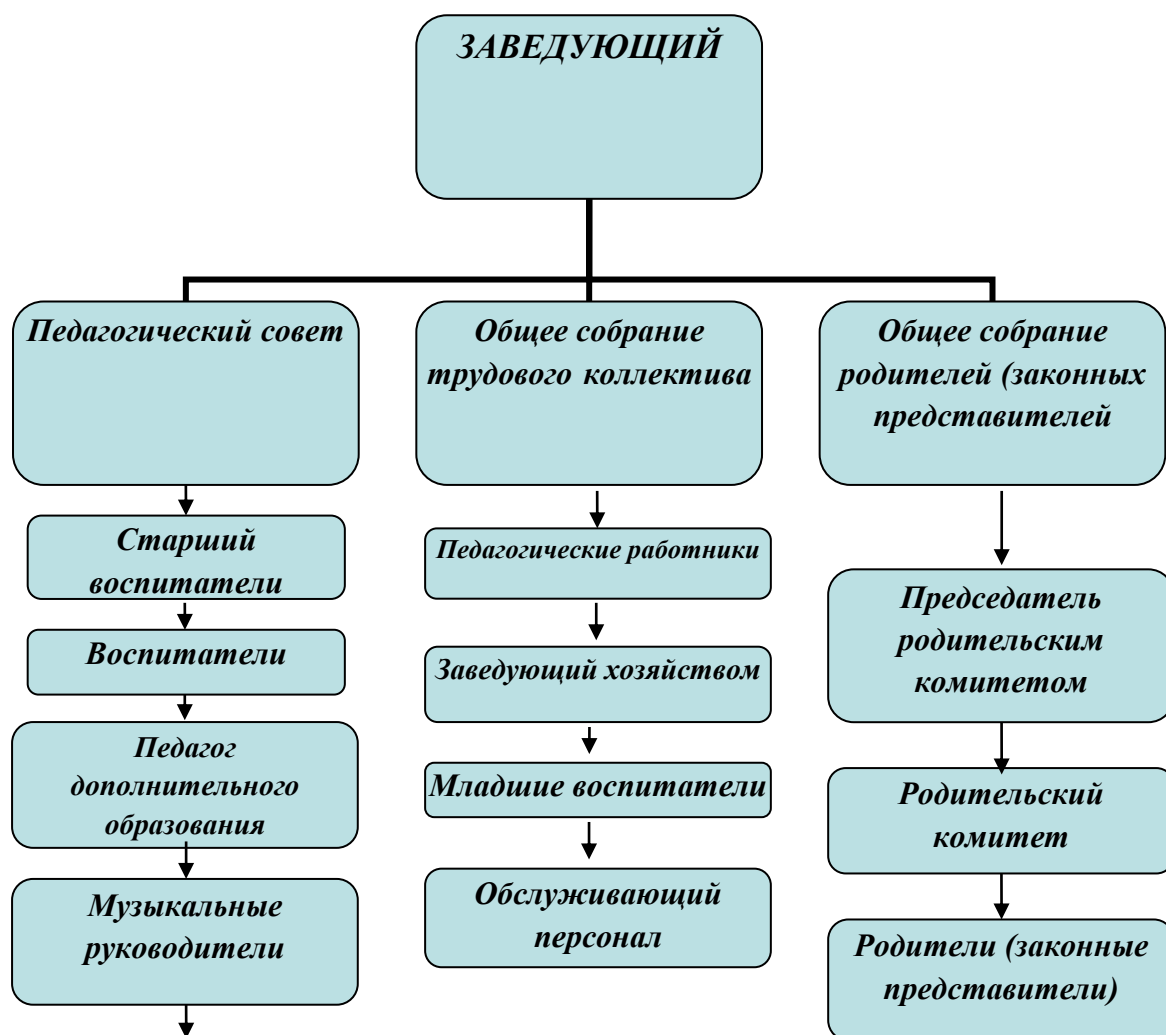 ЗАВЕДУЮЩИЙ
Педагогический совет
Общее собрание
трудового коллектива
Общее собрание
родителей (законных
представителей
Старший
воспитатели
Воспитатели
Педагог
дополнительного
образования
Музыкальные
руководители
Педагогические работники
Заведующий хозяйством
Младшие воспитатели
Обслуживающий
персонал
Председатель
родительским
комитетом
Родительский
комитет
Родители (законные
представители)